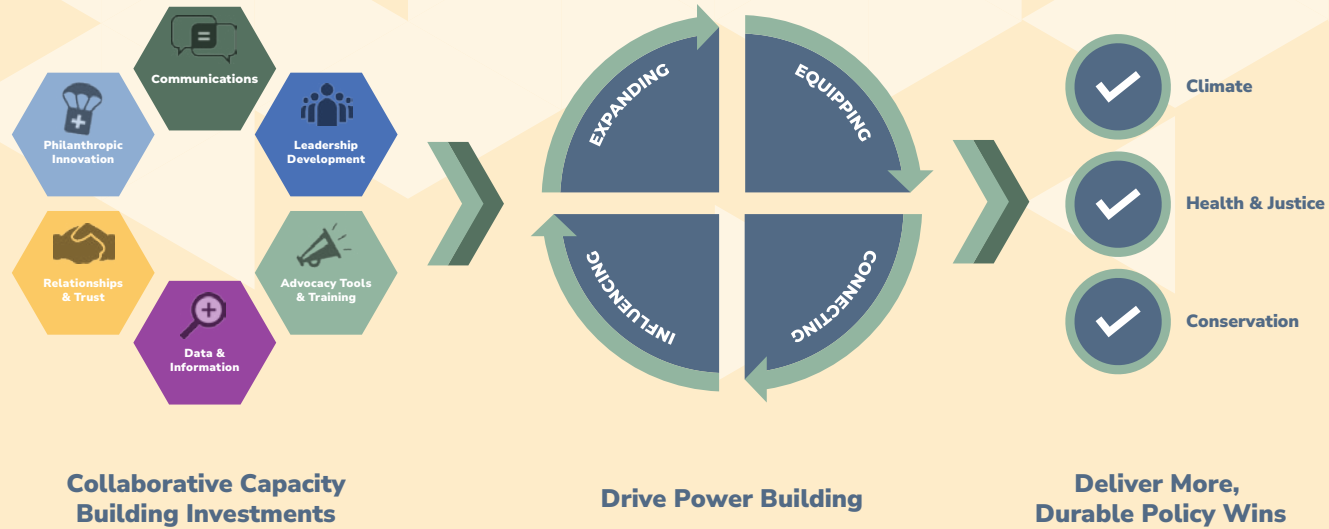 Communications
Philanthropic
Innovation
Leadership
Development
Relationships
& Trust
Advocacy Tools
& Training
Data &
Information
EXPANDING
EQUIPPING
INFLUENCING
CONNECTING
Climate
Health & Justice
Conservation
Collaborative Capacity
Building Investments
Drive Power Building
Deliver More,
Durable Policy Wins